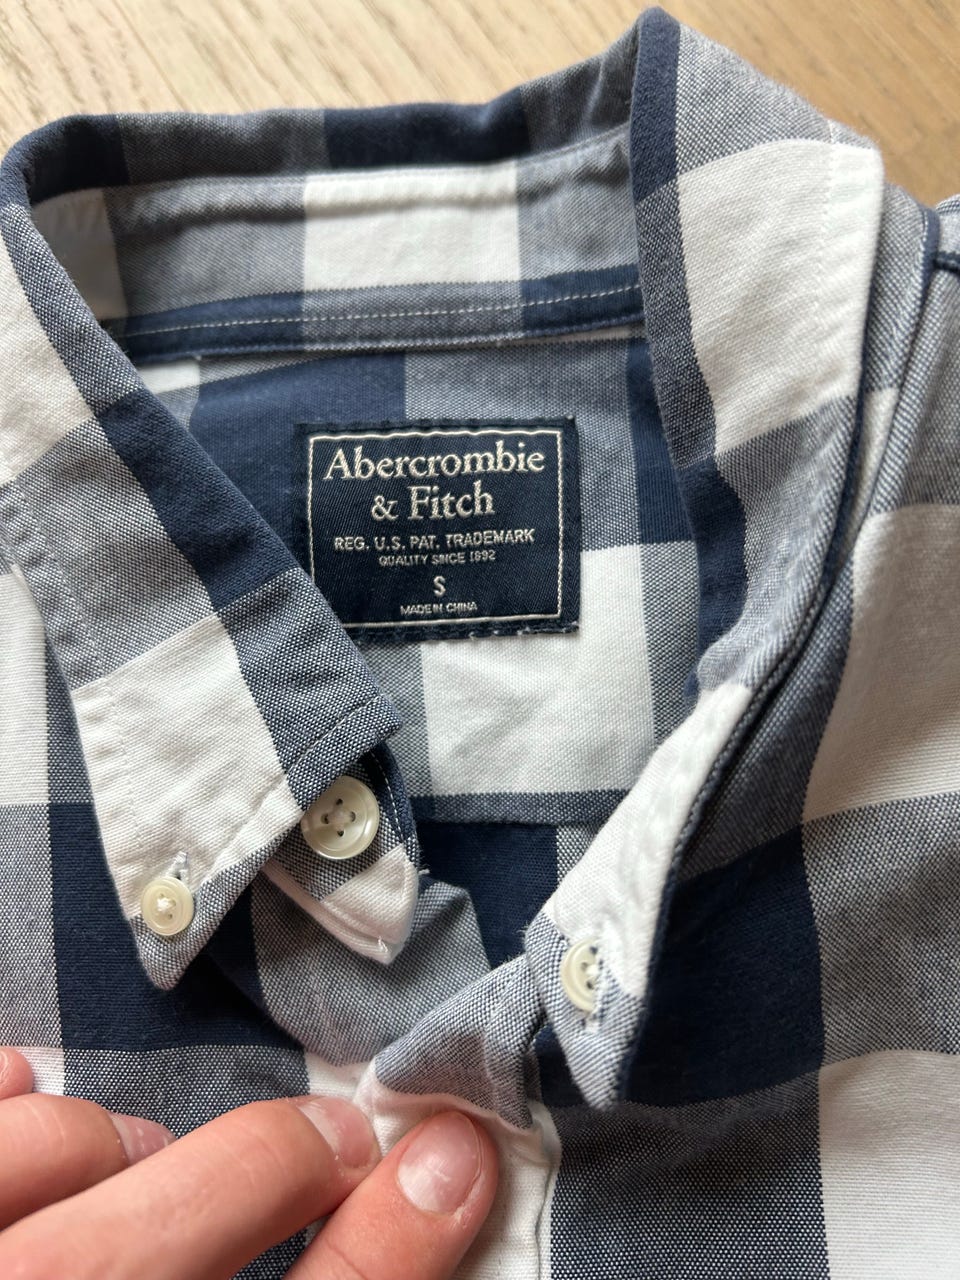 Abercrombie
& Fitch
REG. U.S. PAT. TRADEMARK
QUALITY SINCE 1892
S
MADE IN CHINA